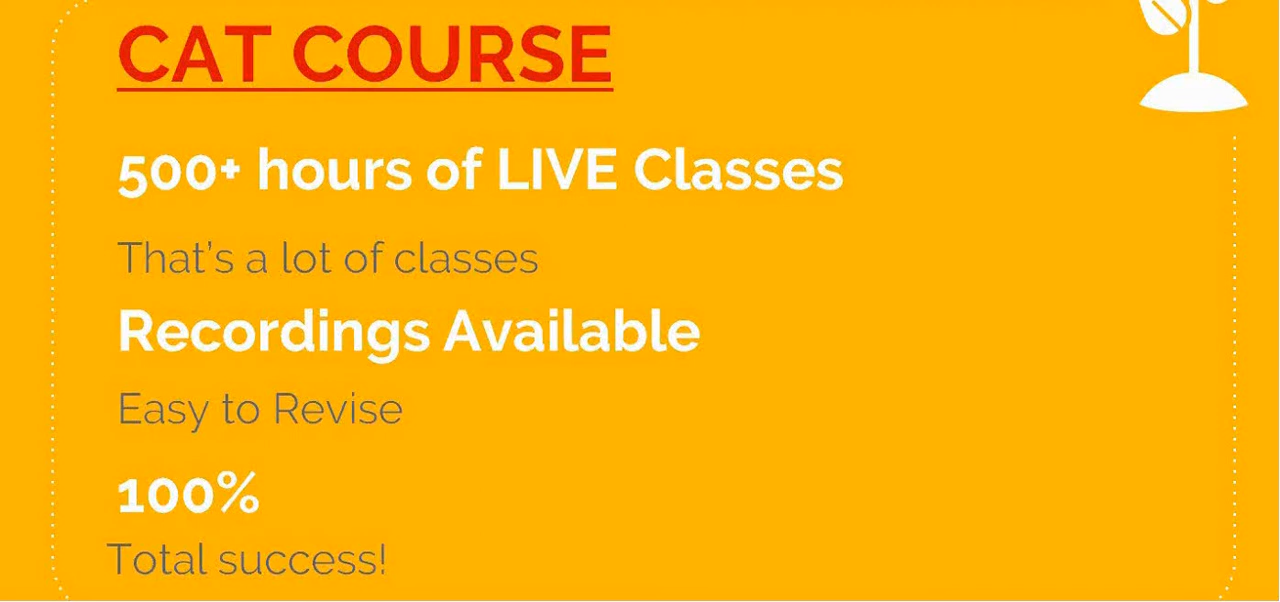 CAT COURSE
500+ hours of LIVE Classes
That's a lot of classes
Recordings Available
Easy to Revise
100%
Total success!